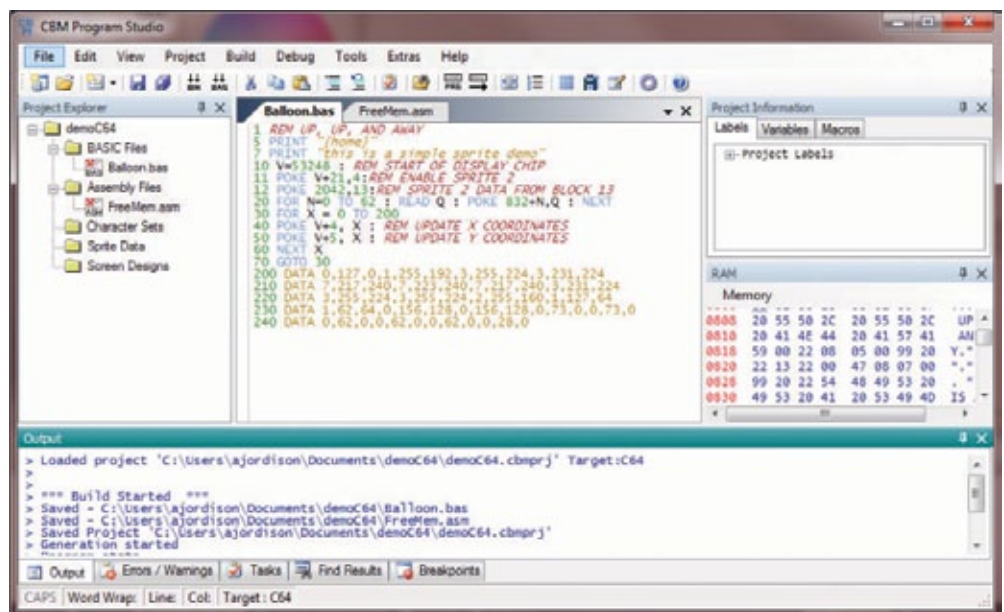 CBM Program Studio
File Edit View Project Build Debug Tools Extras Help
Project Explorer
demoC64
BASIC Files
Balloon.bas
Assembly Files
FreeMem.asm
Character Sets
Sprite Data
Screen Designs
Balloon.bas FreeMem.asm
1 REM UP, UP, AND AWAY
5 PRINT "{home}"
7 PRINT "this is a simple sprite demo"
10 V=53248 : REM START OF DISPLAY CHIP
11 POKE V+21,4:REM ENABLE SPRITE 2
12 POKE 2042,13:REM SPRITE 2 DATA FROM BLOCK 13
20 FOR N=0 TO 62 : READ Q : POKE 832+N,Q : NEXT
30 FOR X = 0 TO 200
40 POKE V+4, X : REM UPDATE X COORDINATES
50 POKE V+5, X : REM UPDATE Y COORDINATES
60 NEXT X
70 GOTO 30
200 DATA 0,127,0,1,255,192,3,255,224,3,231,224
210 DATA 7,217,240,7,223,240,7,217,240,3,231,224
220 DATA 3,255,224,3,255,224,2,255,160,1,127,64
230 DATA 1,62,64,0,156,128,0,156,128,0,73,0,0,73,0
240 DATA 0,62,0,0,62,0,0,62,0,0,28,0
Project Information
Labels Variables Macros
Project Labels
RAM
Memory
0808 20 55 50 2C 20 55 50 2C UP
0810 20 41 4E 44 20 41 57 41 AN
0818 59 00 22 08 05 00 99 20 Y."
0820 22 13 22 00 47 08 07 00 "."
0828 99 20 22 54 48 49 53 20 . "
0830 49 53 20 41 20 53 49 4D IS
Output
> Loaded project 'C:\Users\ajordison\Documents\demoC64\demoC64.cbmprj' Target:C64
>
>
> *** Build Started ***
> Saved - C:\Users\ajordison\Documents\demoC64\Balloon.bas
> Saved - C:\Users\ajordison\Documents\demoC64\FreeMem.asm
> Saved Project 'C:\Users\ajordison\Documents\demoC64\demoC64.cbmprj'
> Generation started
Output Errors / Warnings Tasks Find Results Breakpoints
CAPS Word Wrap: Line: Col: Target : C64